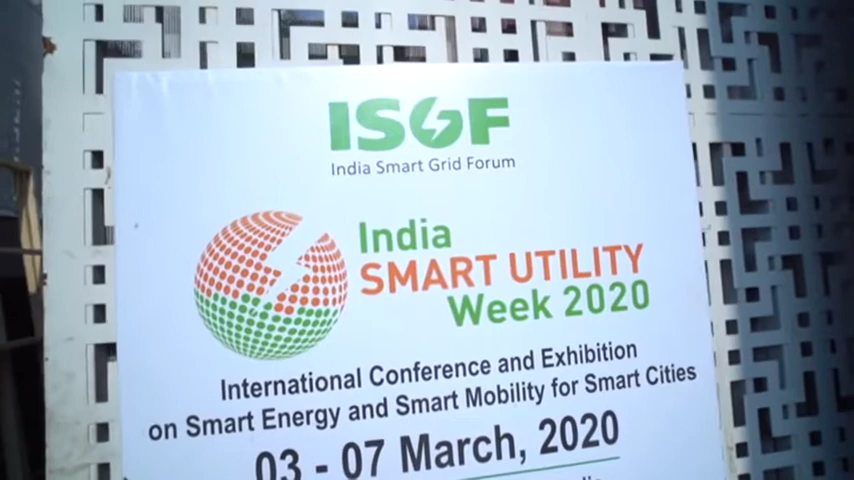 ISGF
India Smart Grid Forum
India
SMART UTILITY
Week 2020
International Conference and Exhibition
on Smart Energy and Smart Mobility for Smart Cities
03 - 07 March, 2020